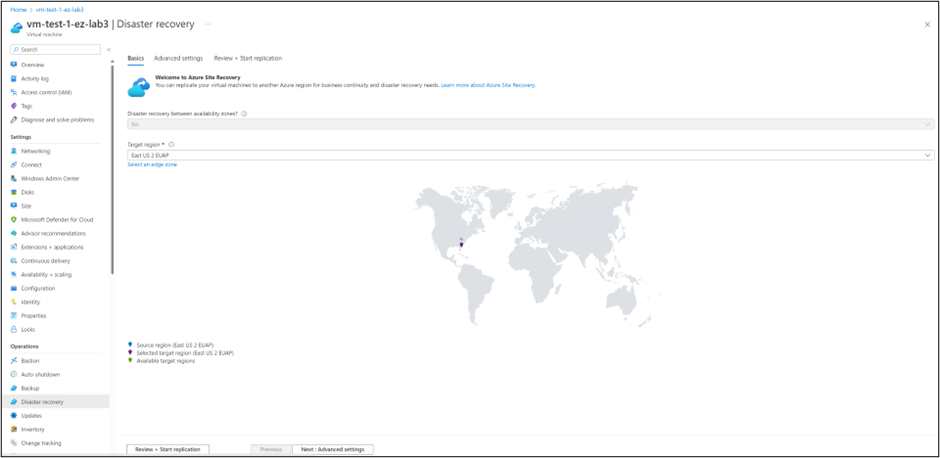 Home > vm-test-1-ez-lab3
vm-test-1-ez-lab3 | Disaster recovery ...
Virtual machine
Search
Overview
Activity log
Access control (IAM)
Tags
Diagnose and solve problems
Settings
Networking
Connect
Windows Admin Center
Disks
Size
Microsoft Defender for Cloud
Advisor recommendations
Extensions + applications
Continuous delivery
Availability + scaling
Configuration
Identity
Properties
Locks
Operations
Bastion
Auto-shutdown
Backup
Disaster recovery
Updates
Inventory
Change tracking
Basics Advanced settings Review + Start replication
Welcome to Azure Site Recovery
You can replicate your virtual machines to another Azure region for business continuity and disaster recovery needs. Learn more about Azure Site Recovery.
Disaster recovery between availability zones?
No
Target region *
East US 2 EUAP
Select an edge zone
Source region (East US 2 EUAP)
Selected target region (East US 2 EUAP)
Available target regions
Review + Start replication Previous Next : Advanced settings